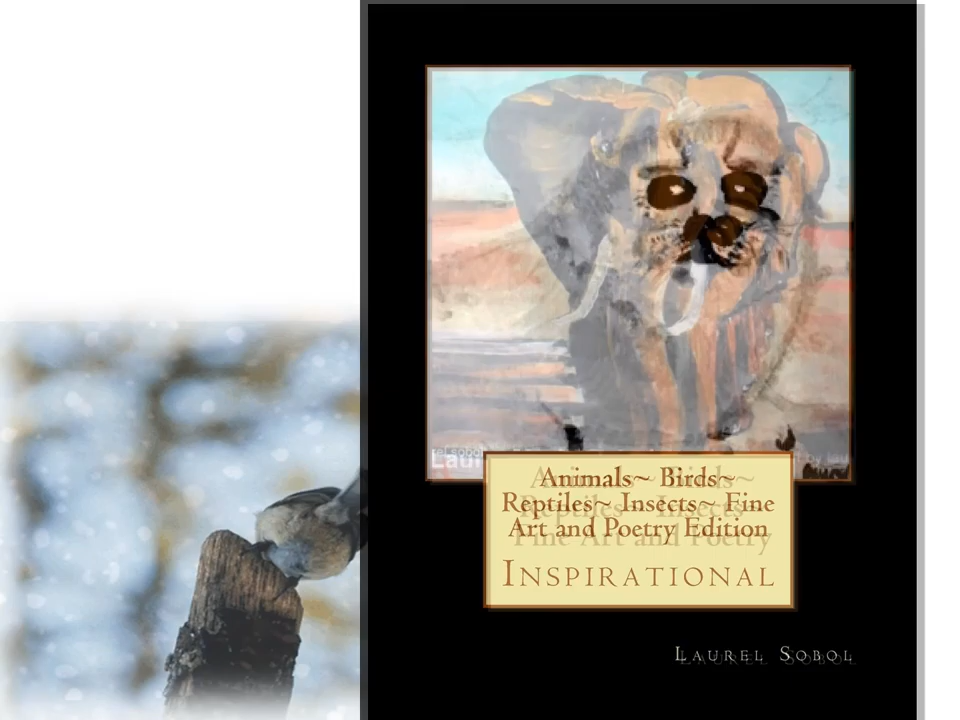 Animals~ Birds~
Reptiles~ Insects~ Fine
Art and Poetry Edition
INSPIRATIONAL
LAUREL SOBOL